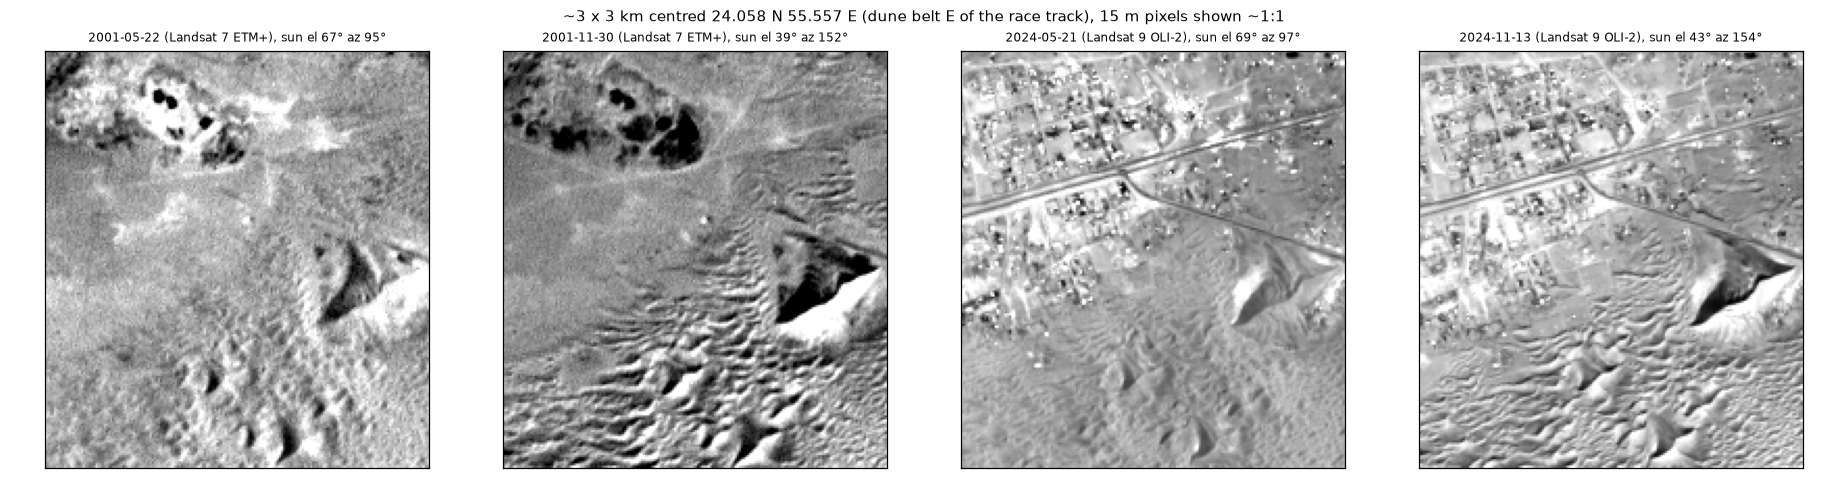 ~3 x 3 km centred 24.058 N 55.557 E (dune belt E of the race track), 15 m pixels shown ~1:1
2001-05-22 (Landsat 7 ETM+), sun el 67° az 95°
2001-11-30 (Landsat 7 ETM+), sun el 39° az 152°
2024-05-21 (Landsat 9 OLI-2), sun el 69° az 97°
2024-11-13 (Landsat 9 OLI-2), sun el 43° az 154°